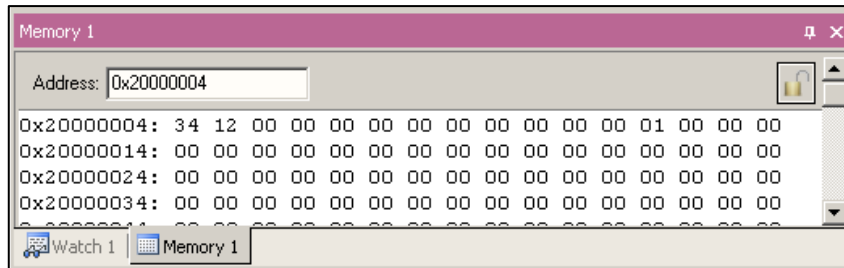 Memory 1
Address: 0x20000004
0x20000004: 34 12 00 00 00 00 00 00 00 00 00 00 01 00 00 00
0x20000014: 00 00 00 00 00 00 00 00 00 00 00 00 00 00 00 00
0x20000024: 00 00 00 00 00 00 00 00 00 00 00 00 00 00 00 00
0x20000034: 00 00 00 00 00 00 00 00 00 00 00 00 00 00 00 00
Watch 1 Memory 1